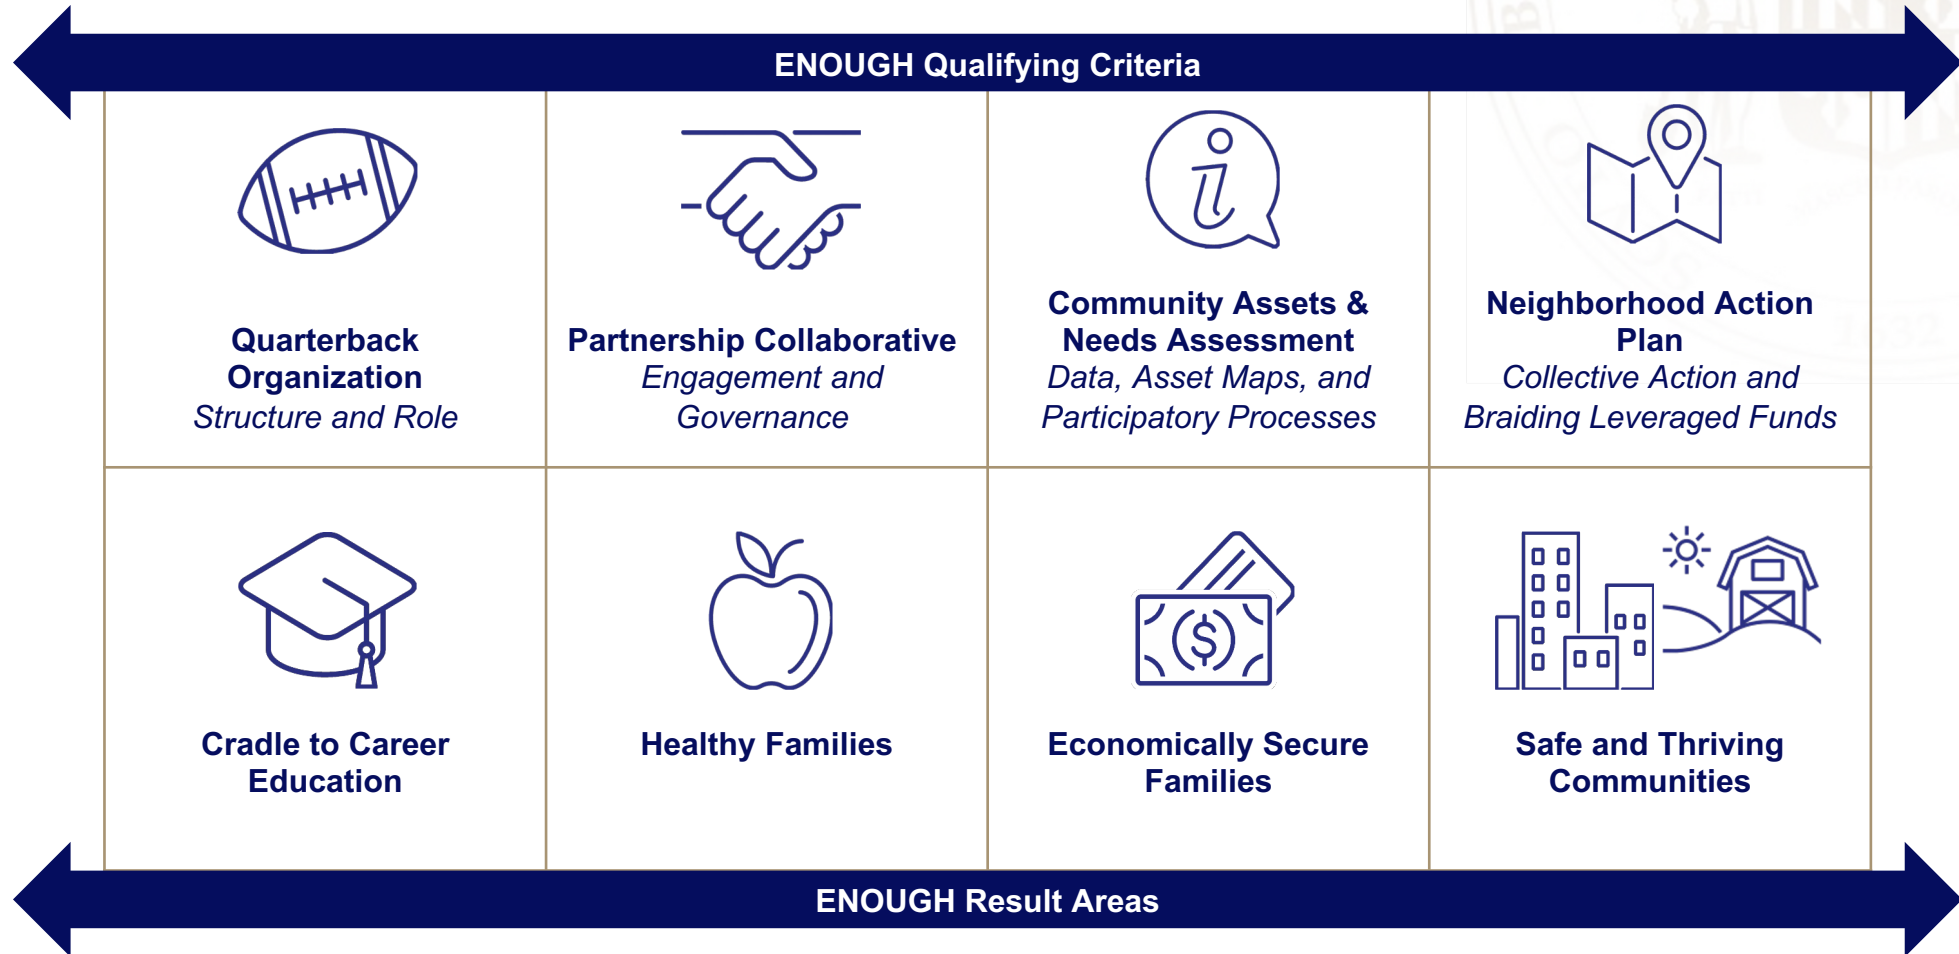 ENOUGH Qualifying Criteria
Quarterback
Organization
Structure and Role
Partnership Collaborative
Engagement and
Governance
Community Assets &
Needs Assessment
Data, Asset Maps, and
Participatory Processes
Neighborhood Action
Plan
Collective Action and
Braiding Leveraged Funds
1632
Cradle to Career
Education
Healthy Families
Economically Secure
Families
Safe and Thriving
Communities
ENOUGH Result Areas